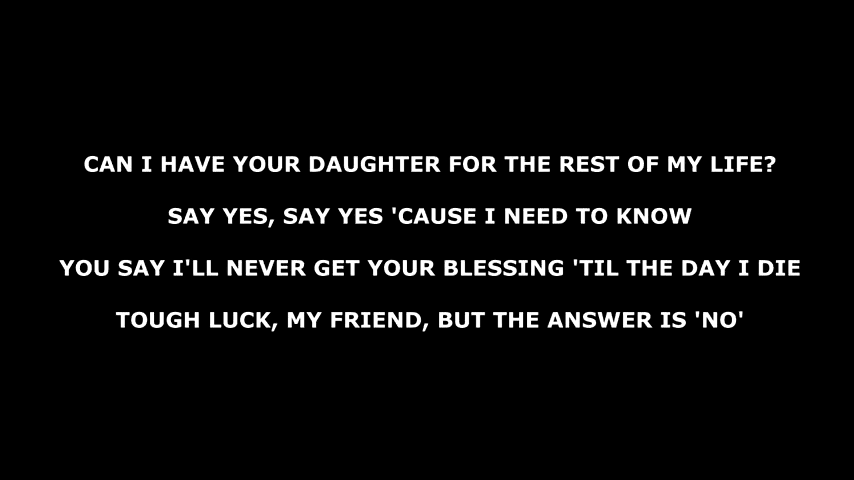 CAN I HAVE YOUR DAUGHTER FOR THE REST OF MY LIFE?
SAY YES, SAY YES 'CAUSE I NEED TO KNOW
YOU SAY I'LL NEVER GET YOUR BLESSING 'TIL THE DAY I DIE
TOUGH LUCK, MY FRIEND, BUT THE ANSWER IS 'NO'